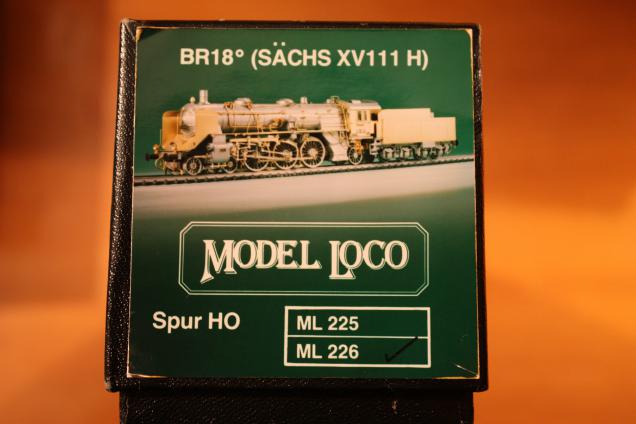 BR18° (SÄCHS XV111 H)
MODEL LOCO
Spur HO
ML 225
ML 226